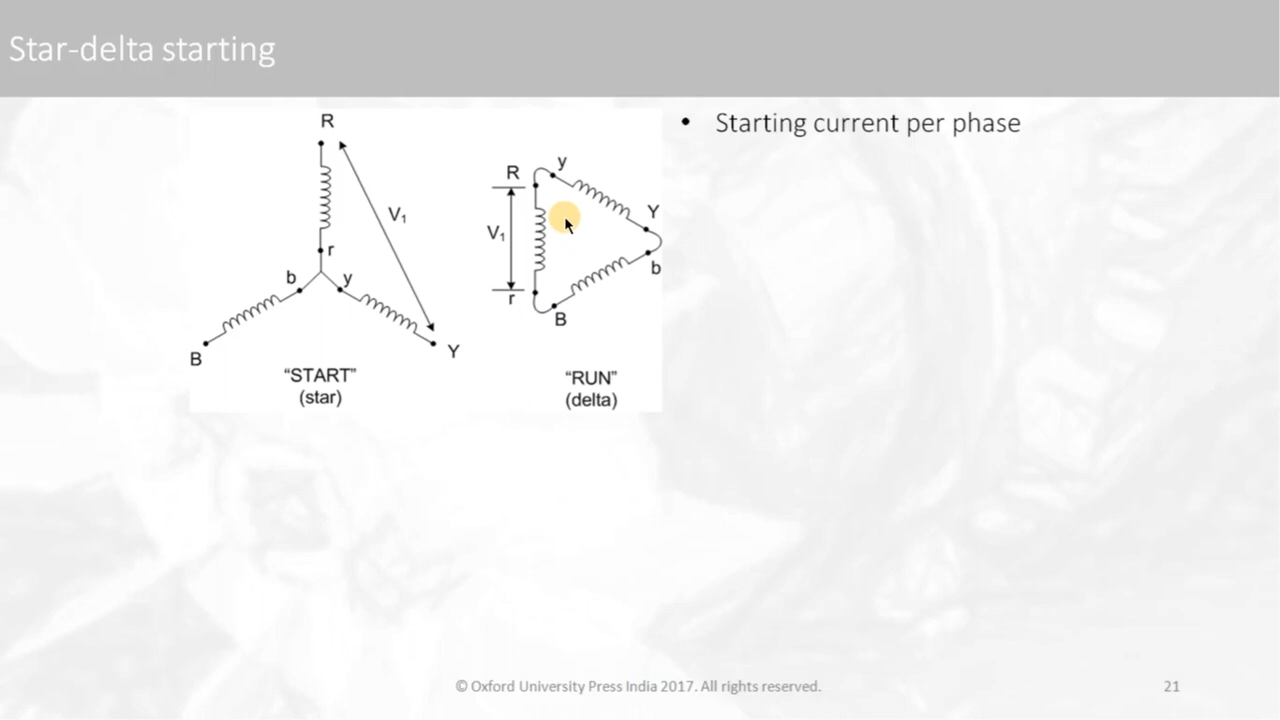 Star-delta starting
R
V₁
r
b
y
B
Y
“START”
(star)
R
y
V₁
Y
b
r
B
“RUN”
(delta)
• Starting current per phase
© Oxford University Press India 2017. All rights reserved.
21